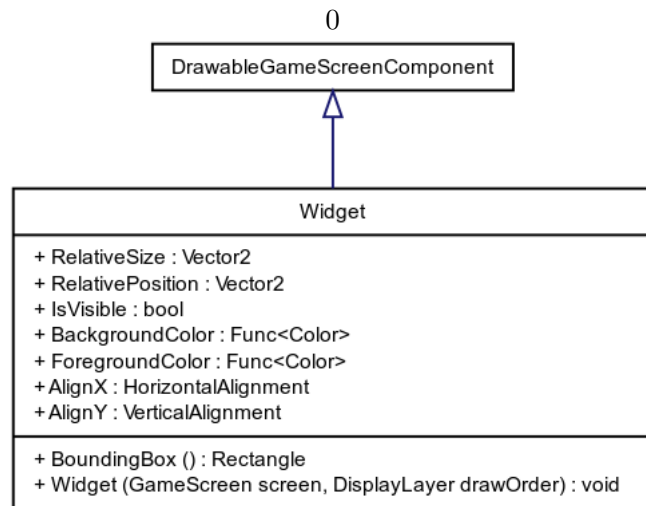 0
DrawableGameScreenComponent
Widget
+ RelativeSize : Vector2
+ RelativePosition : Vector2
+ IsVisible : bool
+ BackgroundColor : Func<Color>
+ ForegroundColor : Func<Color>
+ AlignX : HorizontalAlignment
+ AlignY : VerticalAlignment
+ BoundingBox () : Rectangle
+ Widget (GameScreen screen, DisplayLayer drawOrder) : void